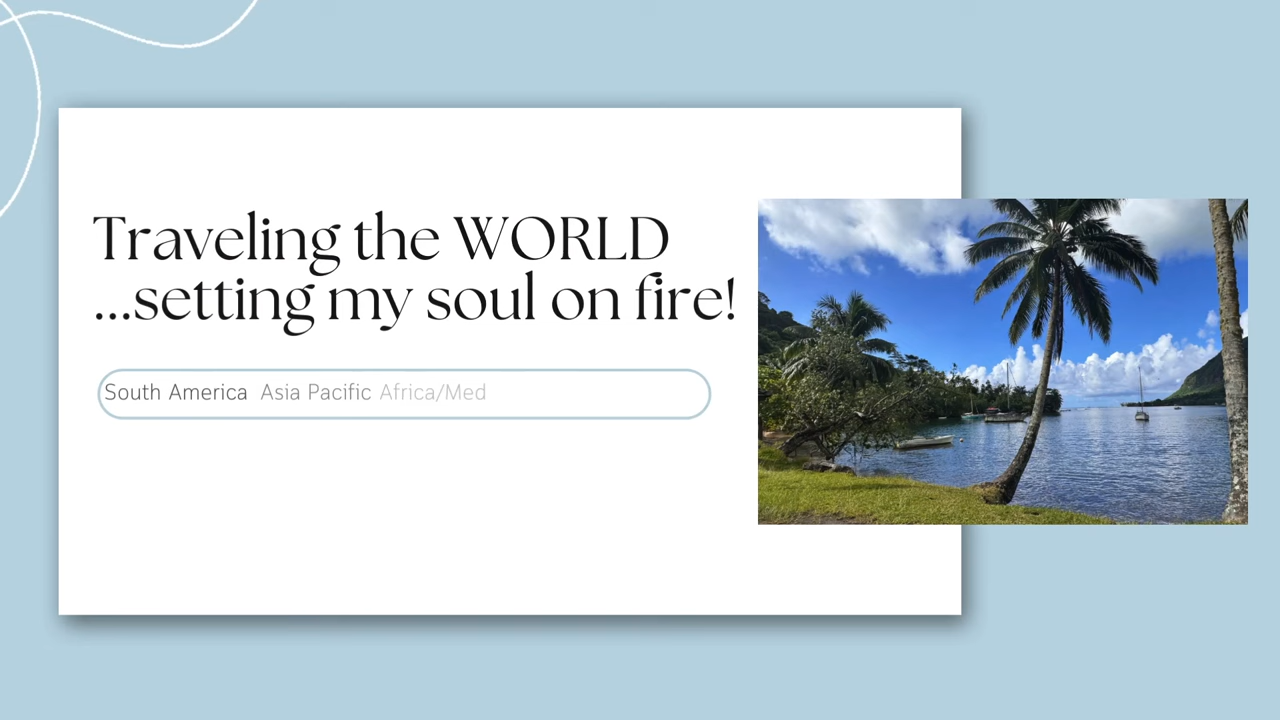 Traveling the WORLD
...setting my soul on fire!
South America Asia Pacific Africa/Med